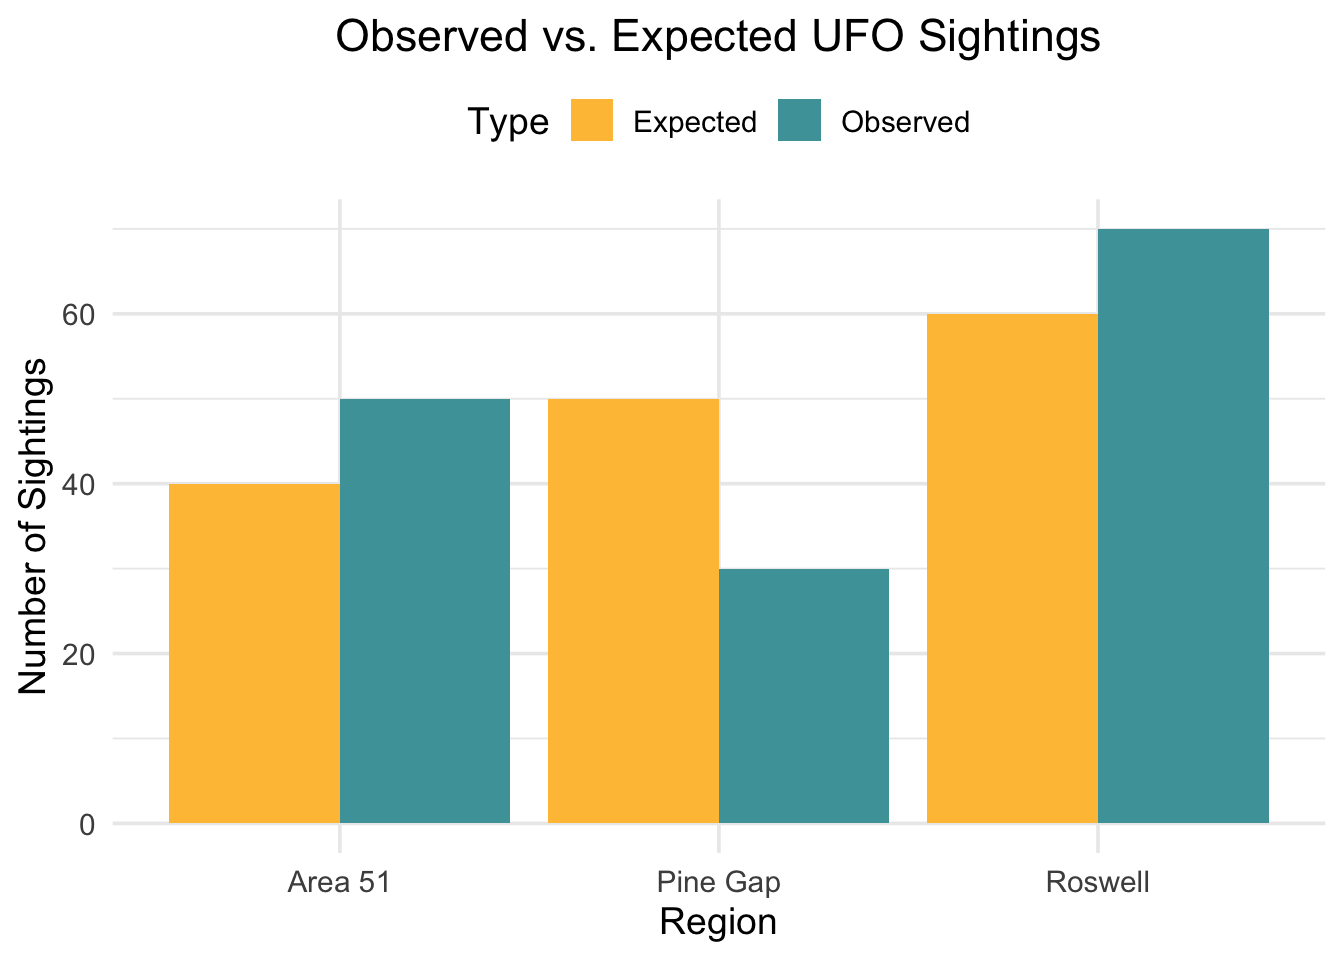 Observed vs. Expected UFO Sightings
Type Expected Observed
Number of Sightings
60
40
20
0
Area 51 Pine Gap Roswell
Region